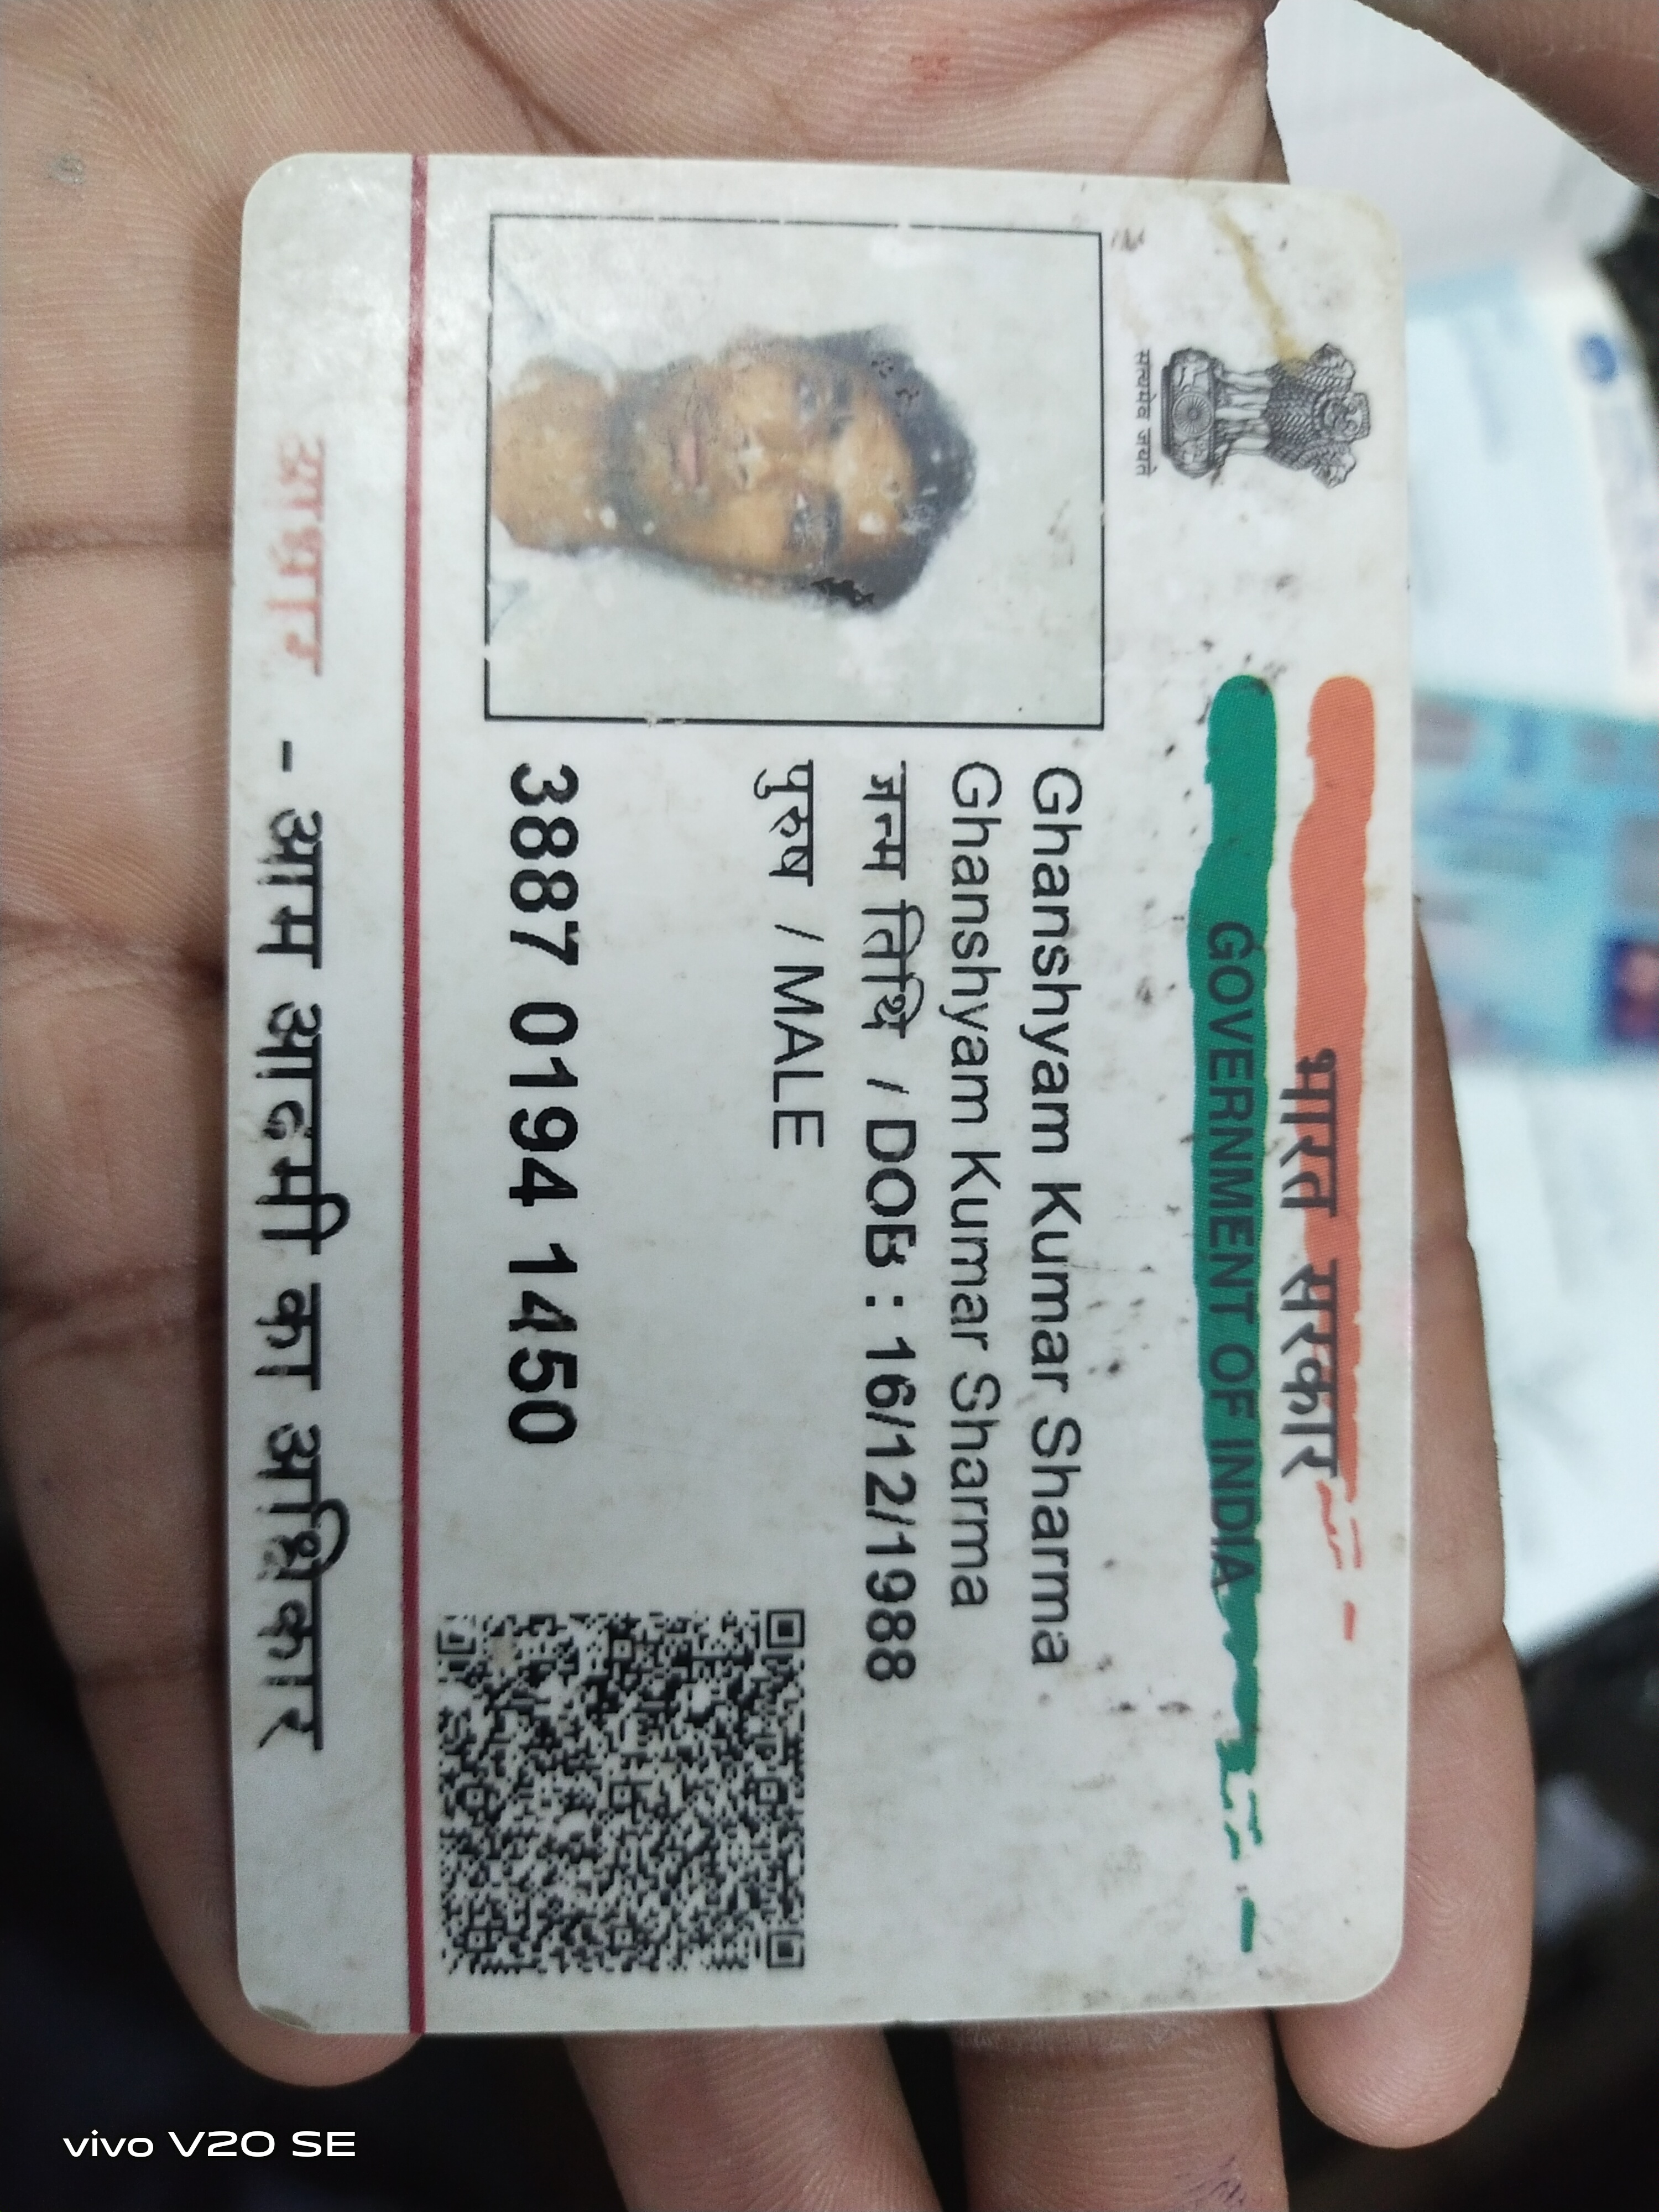 भारत सरकार
GOVERNMENT OF INDIA
सत्यमेव जयते
Ghanshyam Kumar Sharma
Ghanshyam Kumar Sharma
जन्म तिथि / DOB : 16/12/1988
पुरुष / MALE
3887 0194 1450
आधार - आम आदमी का अधिकार
vivo V20 SE